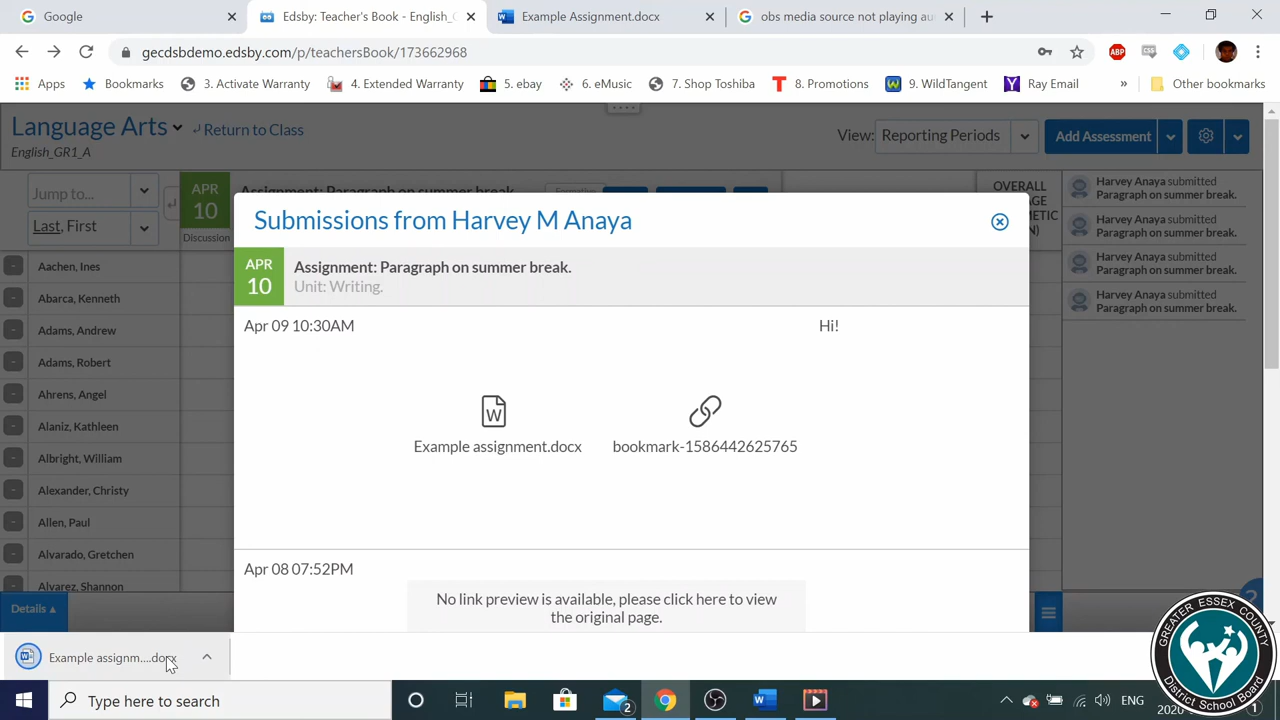 Google
Edsby: Teacher's Book - English_G
Example Assignment.docx
obs media source not playing au
gecdsbdemo.edsby.com/p/teachersBook/173662968
ABP
Apps
Bookmarks
3. Activate Warranty
4. Extended Warranty
5. ebay
6. eMusic
7. Shop Toshiba
8. Promotions
9. WildTangent
Ray Email
»
Other bookmarks
Language Arts
Return to Class
English_GR1_A
View:
Reporting Periods
Add Assessment
Jump to...
APR
10
Discussion
Last, First
Assignment: Paragraph on summer break.
OVERALL
Harvey Anaya submitted
Paragraph on summer break.
Harvey Anaya submitted
Paragraph on summer break.
Harvey Anaya submitted
Paragraph on summer break.
Harvey Anaya submitted
Paragraph on summer break.
Submissions from Harvey M Anaya
APR
10
Assignment: Paragraph on summer break.
Unit: Writing.
Apr 09 10:30AM
Hi!
W
Example assignment.docx
bookmark-1586442625765
Apr 08 07:52PM
No link preview is available, please click here to view
the original page.
Aachen, Ines
Abarca, Kenneth
Adams, Andrew
Adams, Robert
Ahrens, Angel
Alaniz, Kathleen
Albright, William
Alexander, Christy
Allen, Paul
Alvarado, Gretchen
Alvarez, Shannon
Details
Example assignm....docx
Type here to search
2
ENG
GREATER ESSEX COUNTY
District School Board